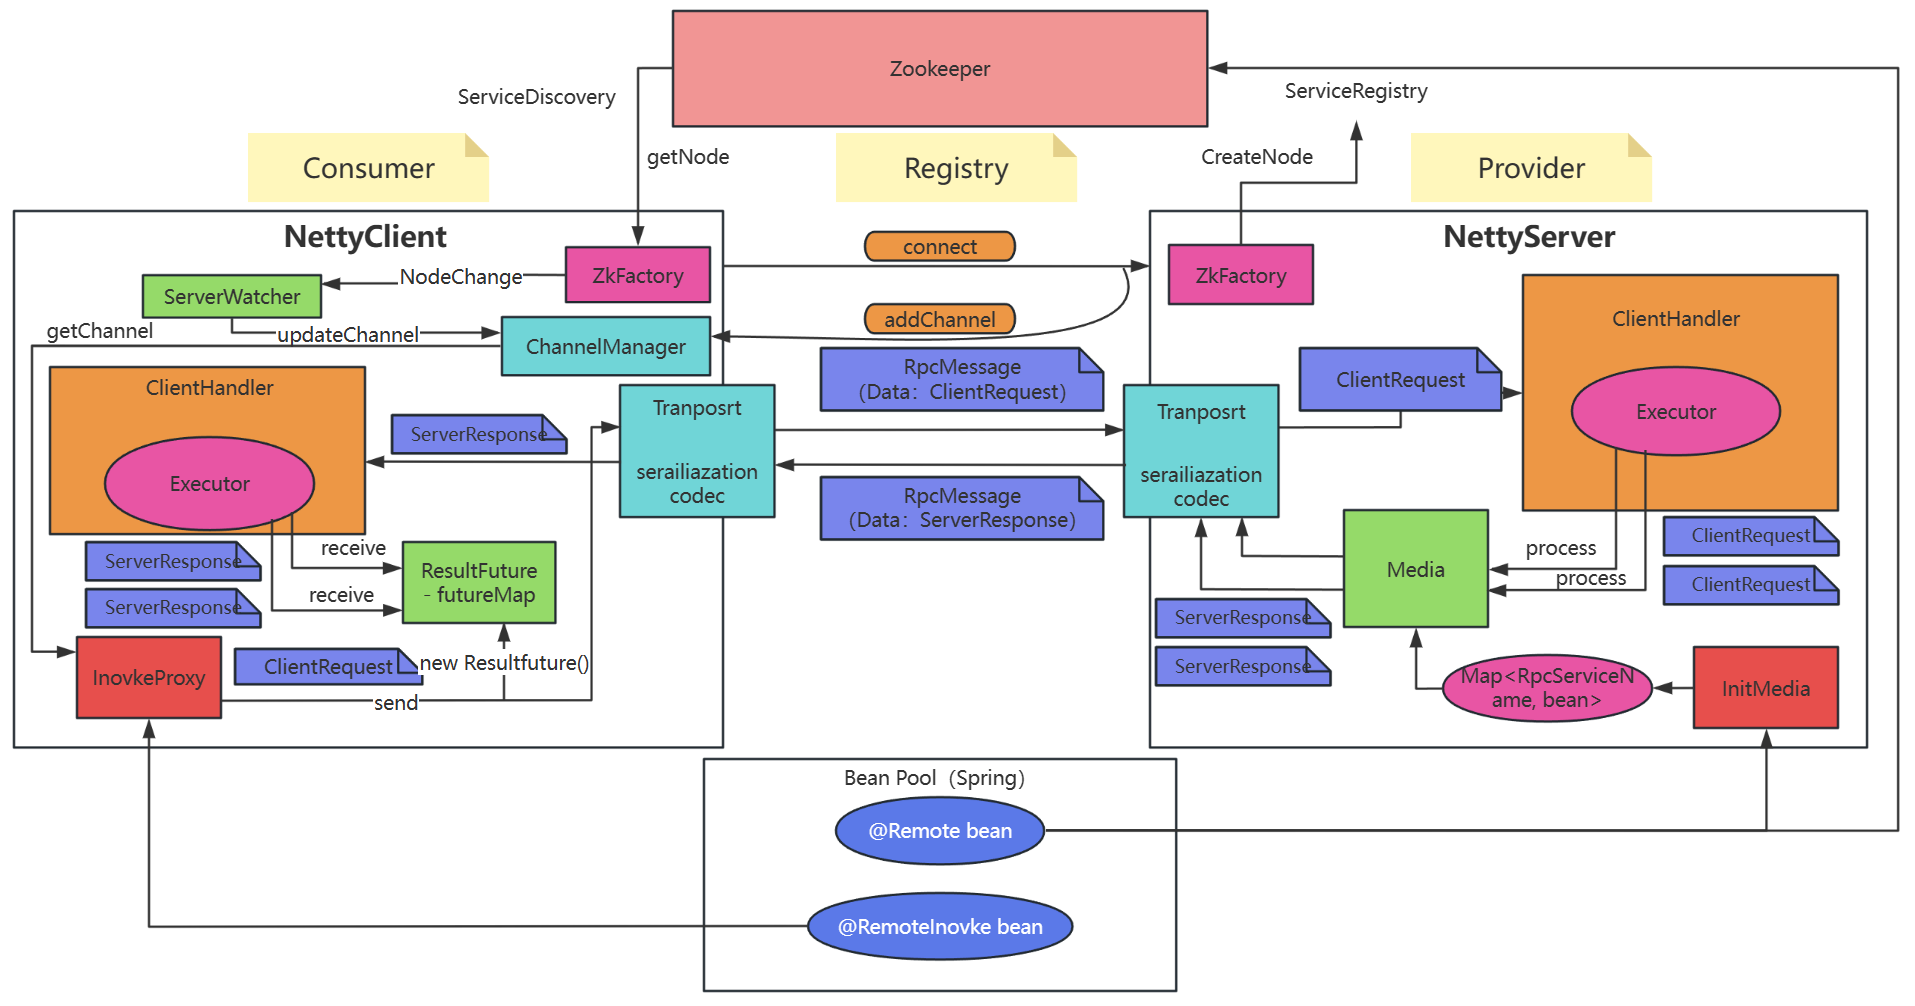 Zookeeper
ServiceDiscovery
ServiceRegistry
getNode
CreateNode
Consumer
Registry
Provider
NettyClient
NettyServer
connect
ZkFactory
NodeChange
ServerWatcher
ZkFactory
addChannel
getChannel
updateChannel
ChannelManager
ClientHandler
RpcMessage
（Data：ClientRequest）
ClientRequest
ClientHandler
Executor
ServerResponse
Tranposrt
serailiazation
codec
Tranposrt
serailiazation
codec
Executor
RpcMessage
（Data：ServerResponse）
receive
ServerResponse
receive
ServerResponse
ResultFuture
- futureMap
process
ClientRequest
process
ClientRequest
Media
ServerResponse
ServerResponse
InovkeProxy
ClientRequest
new Resultfuture()
send
Map<RpcServiceN
ame, bean>
InitMedia
Bean Pool（Spring）
@Remote bean
@RemoteInovke bean